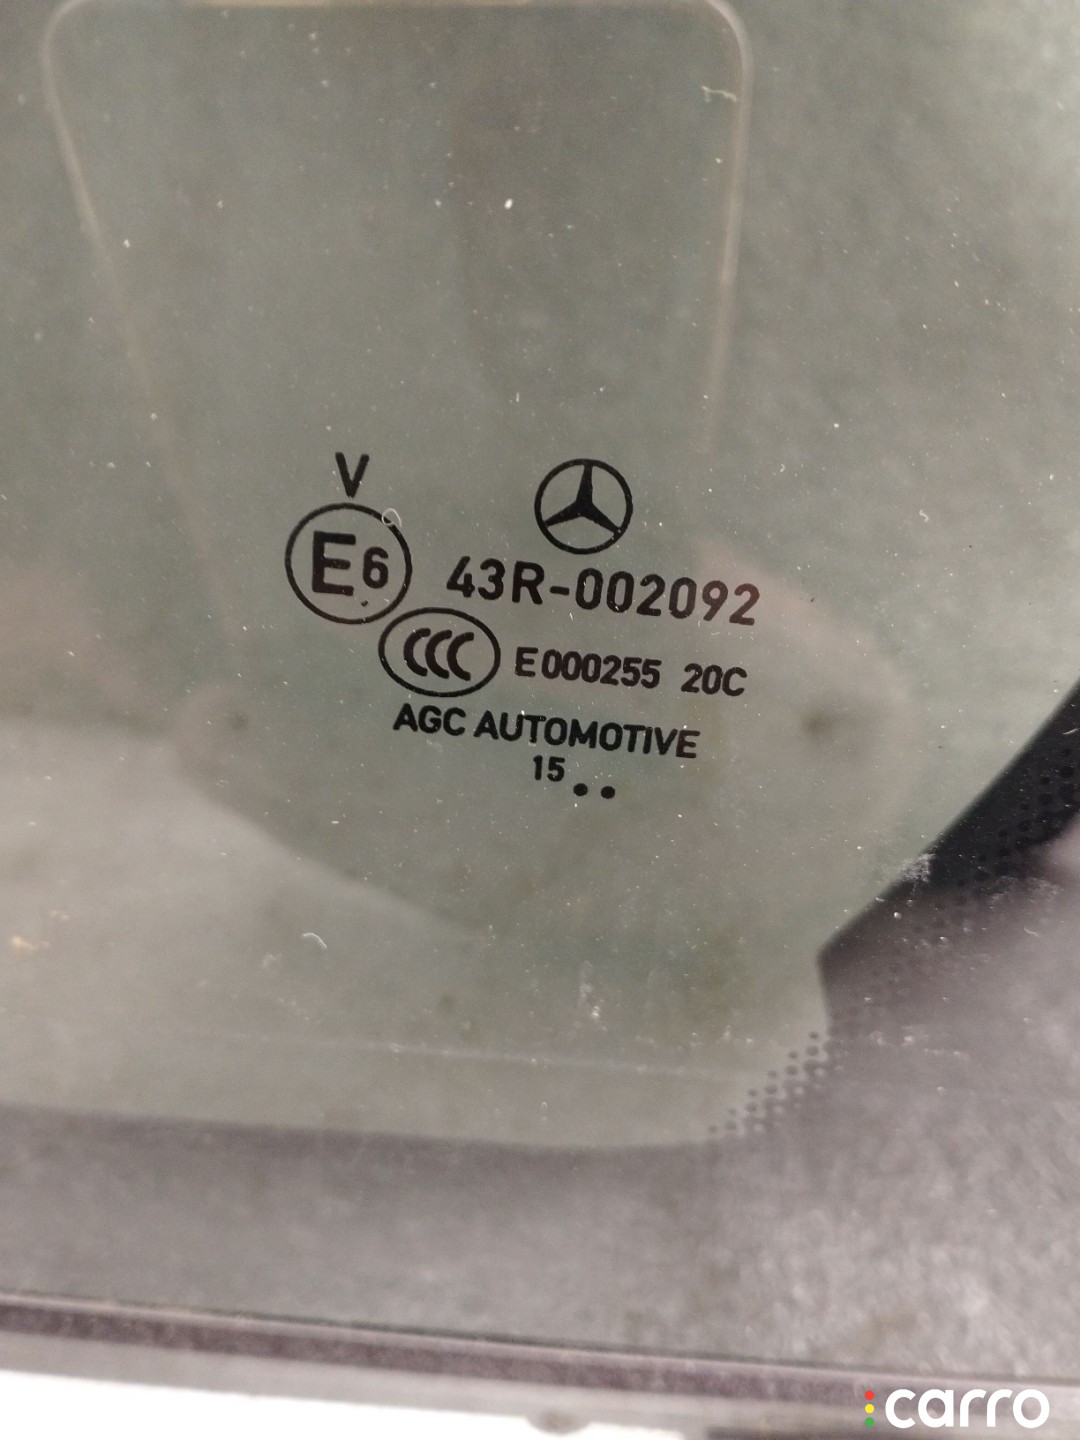 V
E6 43R-002092
CCC E000255 20C
AGC AUTOMOTIVE
15 ..
carro